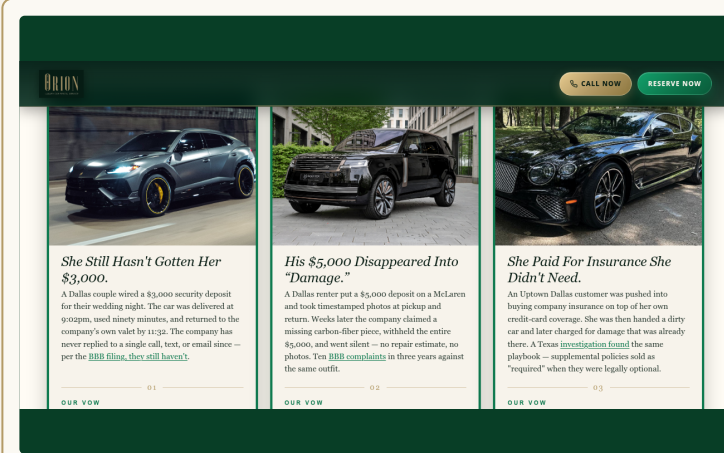 ORION
CALL NOW
RESERVE NOW
She Still Hasn't Gotten Her
$3,000.
A Dallas couple wired a $3,000 security deposit
for their wedding night. The car was delivered at
9:02pm, used ninety minutes, and returned to the
company's own valet by 11:32. The company has
never replied to a single call, text, or email since —
per the BBB filing, they still haven't.
01
OUR VOW
His $5,000 Disappeared Into
“Damage.”
A Dallas renter put a $5,000 deposit on a McLaren
and took timestamped photos at pickup and
return. Weeks later the company claimed a
missing carbon-fiber piece, withheld the entire
$5,000, and went silent — no repair estimate, no
photos. Ten BBB complaints in three years against
the same outfit.
02
OUR VOW
She Paid For Insurance She
Didn't Need.
An Uptown Dallas customer was pushed into
buying company insurance on top of her own
credit-card coverage. She was then handed a dirty
car and later charged for damage that was already
there. A Texas investigation found the same
playbook — supplemental policies sold as
"required" when they were legally optional.
03
OUR VOW